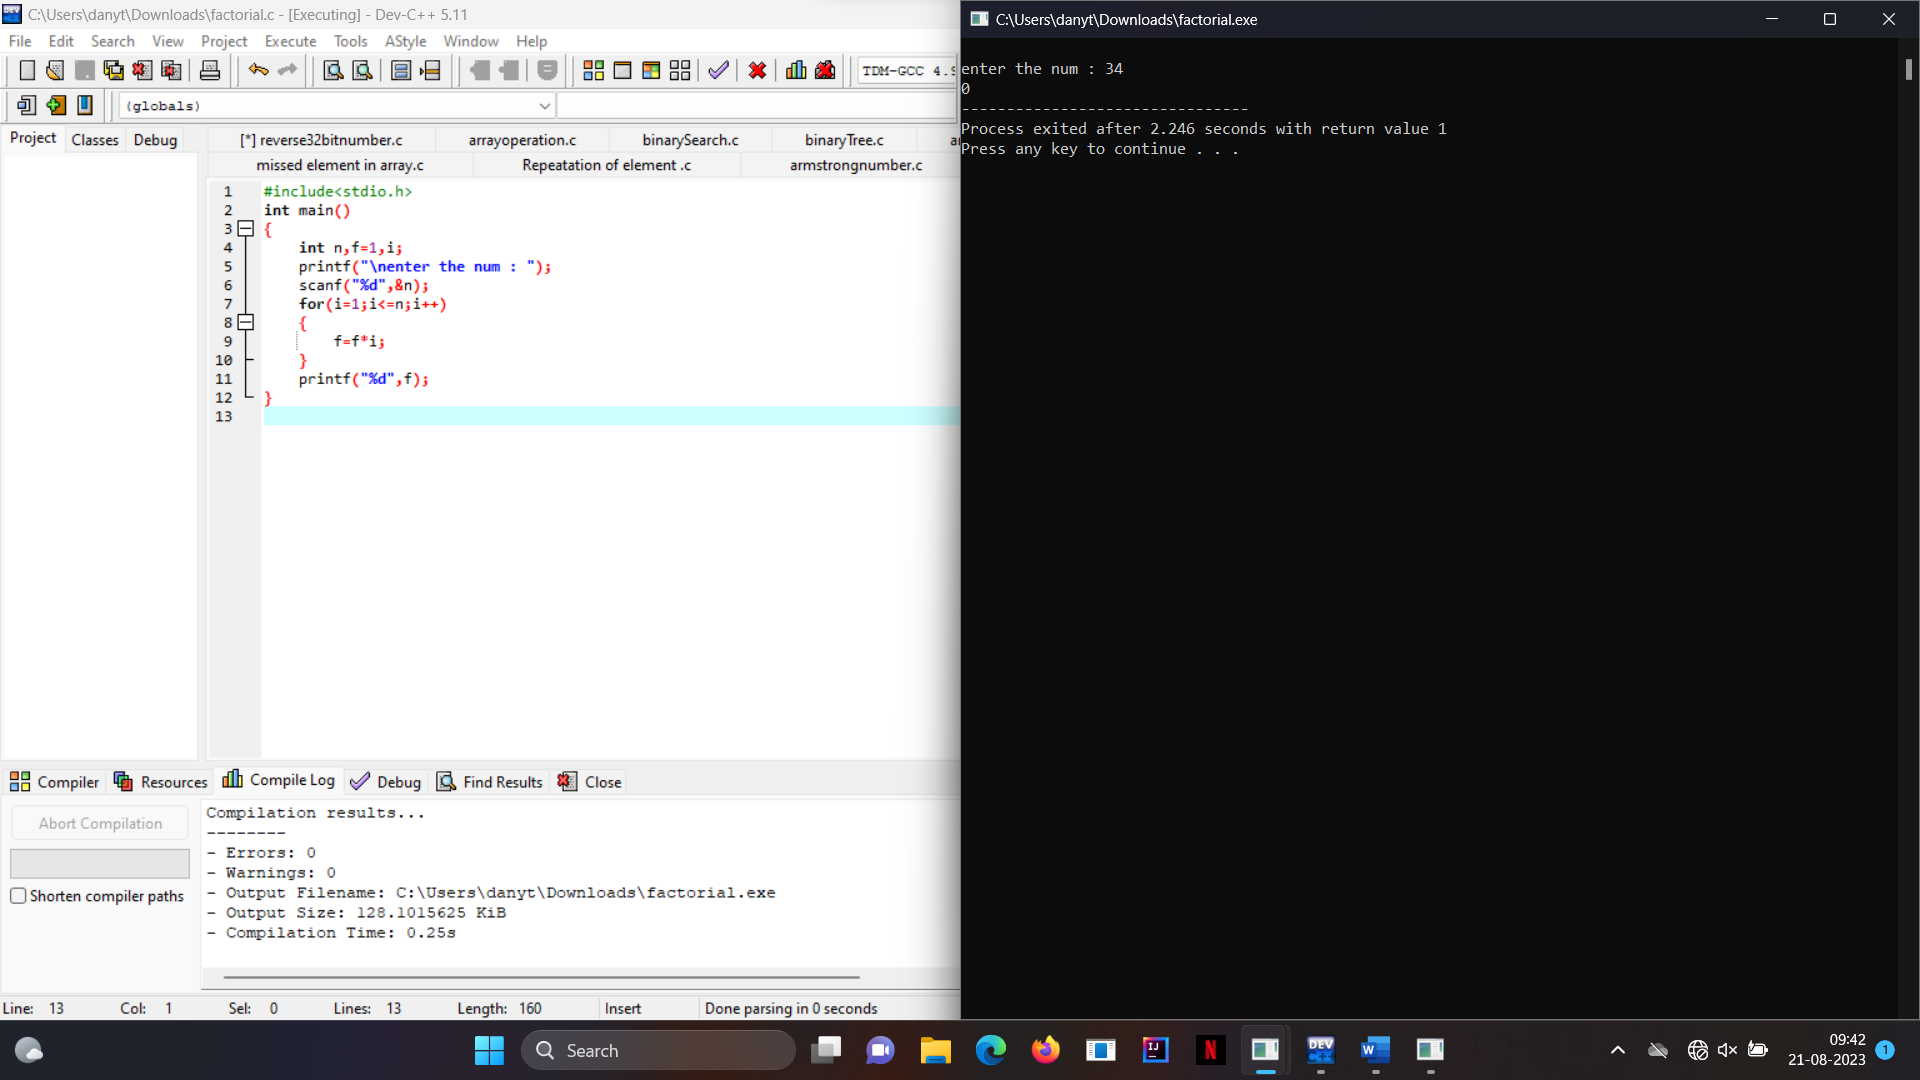 C:\Users\danyt\Downloads\factorial.c - [Executing] - Dev-C++ 5.11
File Edit Search View Project Execute Tools AStyle Window Help
TDM-GCC 4.9
(globals)
Project Classes Debug
[*] reverse32bitnumber.c arrayoperation.c binarySearch.c binaryTree.c
missed element in array.c Repeatation of element .c armstrongnumber.c
1 #include<stdio.h>
2 int main()
3 {
4 int n,f=1,i;
5 printf("\nenter the num : ");
6 scanf("%d",&n);
7 for(i=1;i<=n;i++)
8 {
9 f=f*i;
10 }
11 printf("%d",f);
12 }
13
Compiler Resources Compile Log Debug Find Results Close
Abort Compilation
Shorten compiler paths
Compilation results...
--------
- Errors: 0
- Warnings: 0
- Output Filename: C:\Users\danyt\Downloads\factorial.exe
- Output Size: 128.1015625 KiB
- Compilation Time: 0.25s
Line: 13 Col: 1 Sel: 0 Lines: 13 Length: 160 Insert Done parsing in 0 seconds
C:\Users\danyt\Downloads\factorial.exe
enter the num : 34
0
--------------------------------
Process exited after 2.246 seconds with return value 1
Press any key to continue . . .
Search
09:42
21-08-2023
1